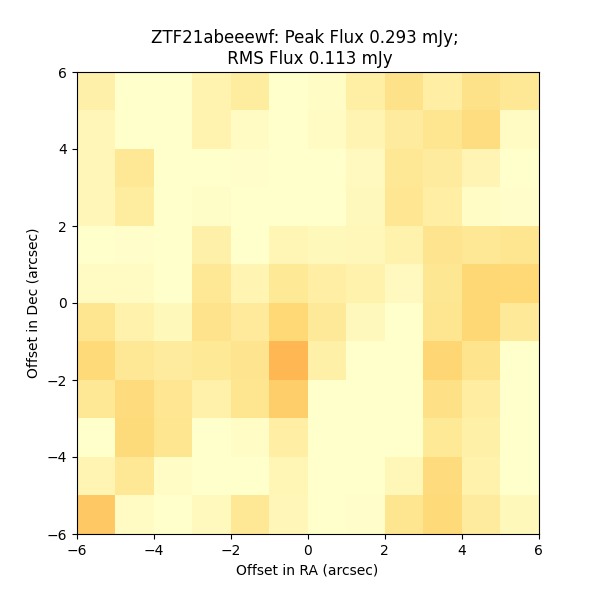 ZTF21abeeewf: Peak Flux 0.293 mJy;
RMS Flux 0.113 mJy
6
4
2
0
−2
−4
−6
Offset in Dec (arcsec)
−6 −4 −2 0 2 4 6
Offset in RA (arcsec)